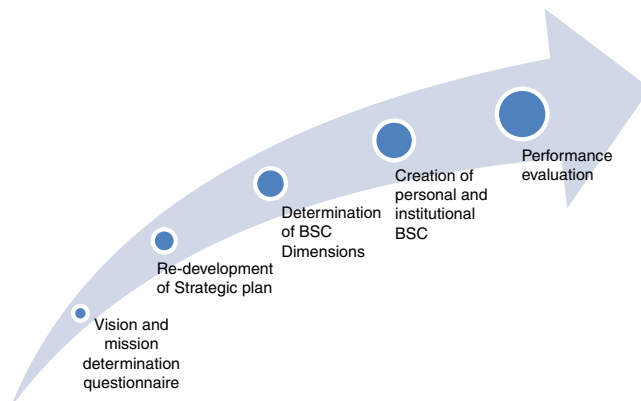 Vision and
mission
determination
questionnaire
Re-development
of Strategic plan
Determination
of BSC
Dimensions
Creation of
personal and
institutional
BSC
Performance
evaluation